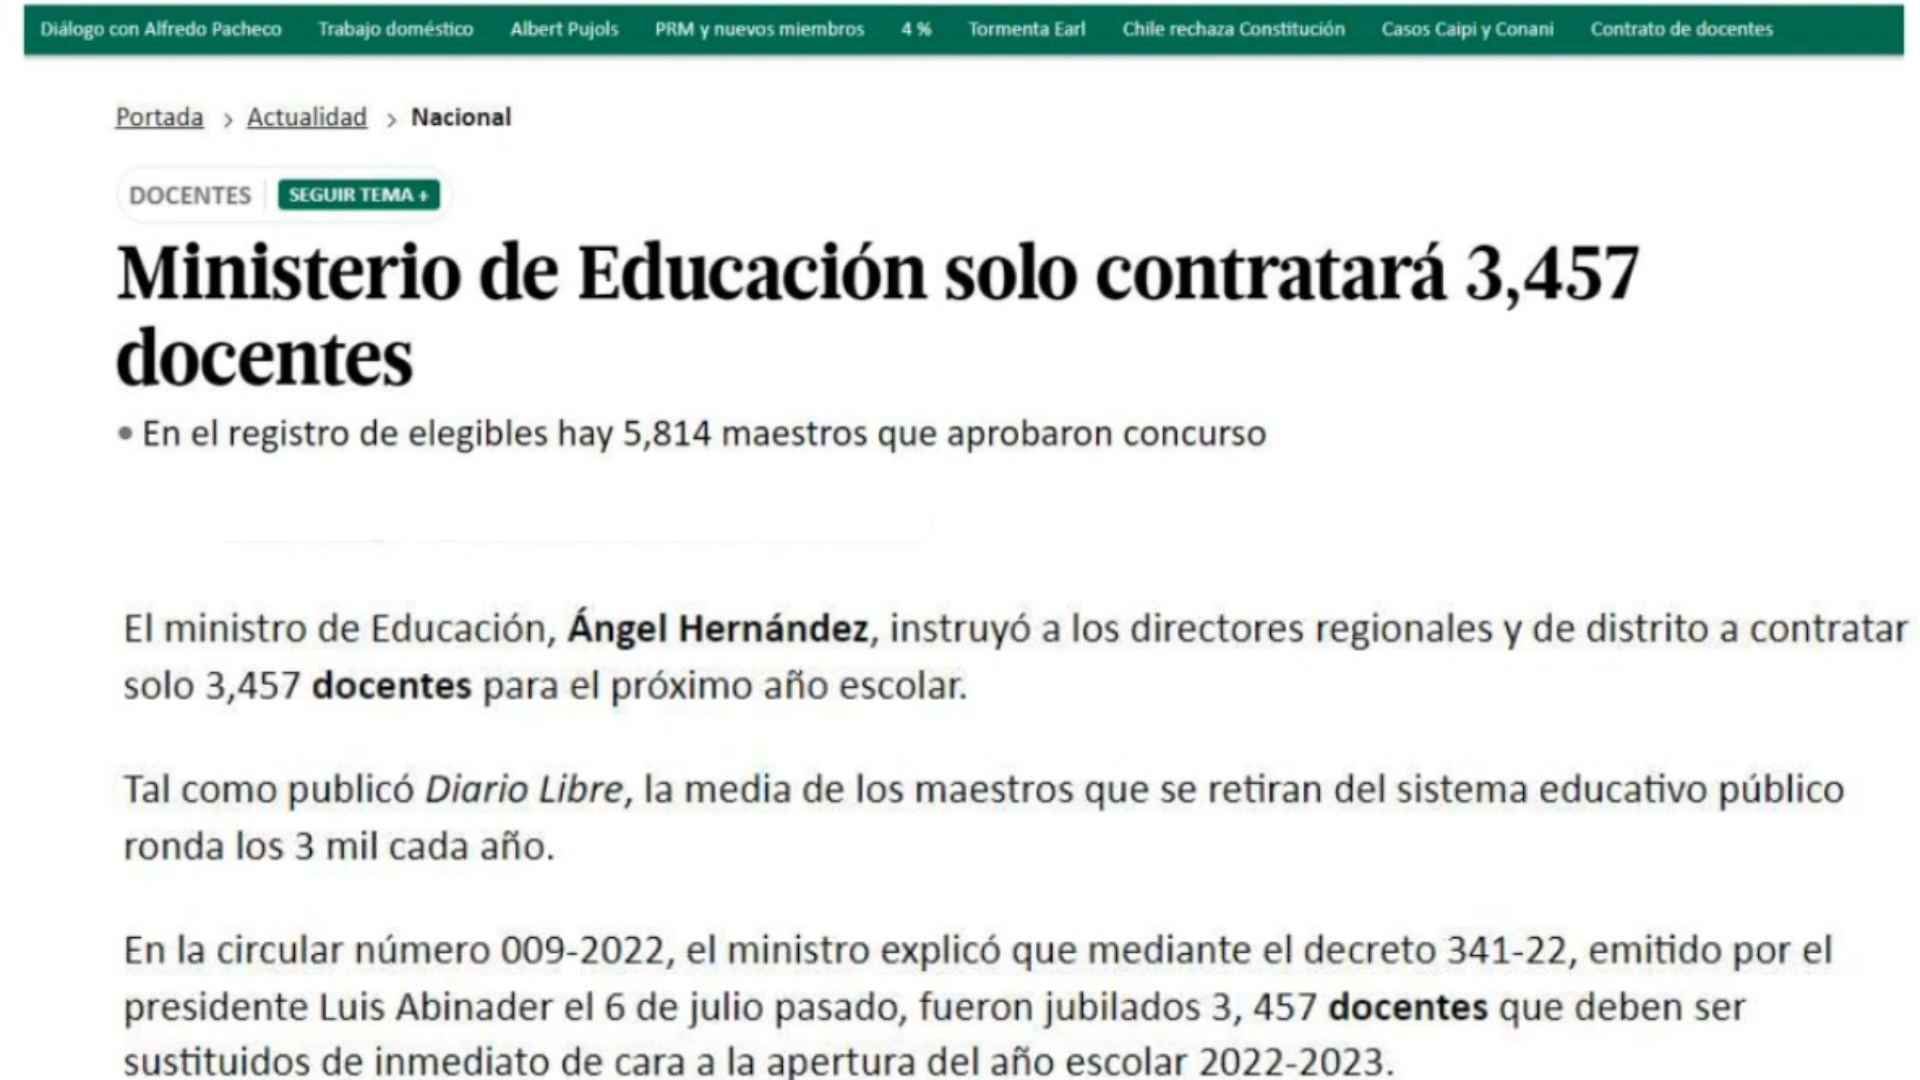 Diálogo con Alfredo Pacheco Trabajo doméstico Albert Pujols PRM y nuevos miembros 4 % Tormenta Earl Chile rechaza Constitución Casos Caipi y Conani Contrato de docentes
Portada > Actualidad > Nacional
DOCENTES SEGUIR TEMA +
Ministerio de Educación solo contratará 3,457
docentes
• En el registro de elegibles hay 5,814 maestros que aprobaron concurso
El ministro de Educación, Ángel Hernández, instruyó a los directores regionales y de distrito a contratar
solo 3,457 docentes para el próximo año escolar.
Tal como publicó Diario Libre, la media de los maestros que se retiran del sistema educativo público
ronda los 3 mil cada año.
En la circular número 009-2022, el ministro explicó que mediante el decreto 341-22, emitido por el
presidente Luis Abinader el 6 de julio pasado, fueron jubilados 3, 457 docentes que deben ser
sustituidos de inmediato de cara a la apertura del año escolar 2022-2023.